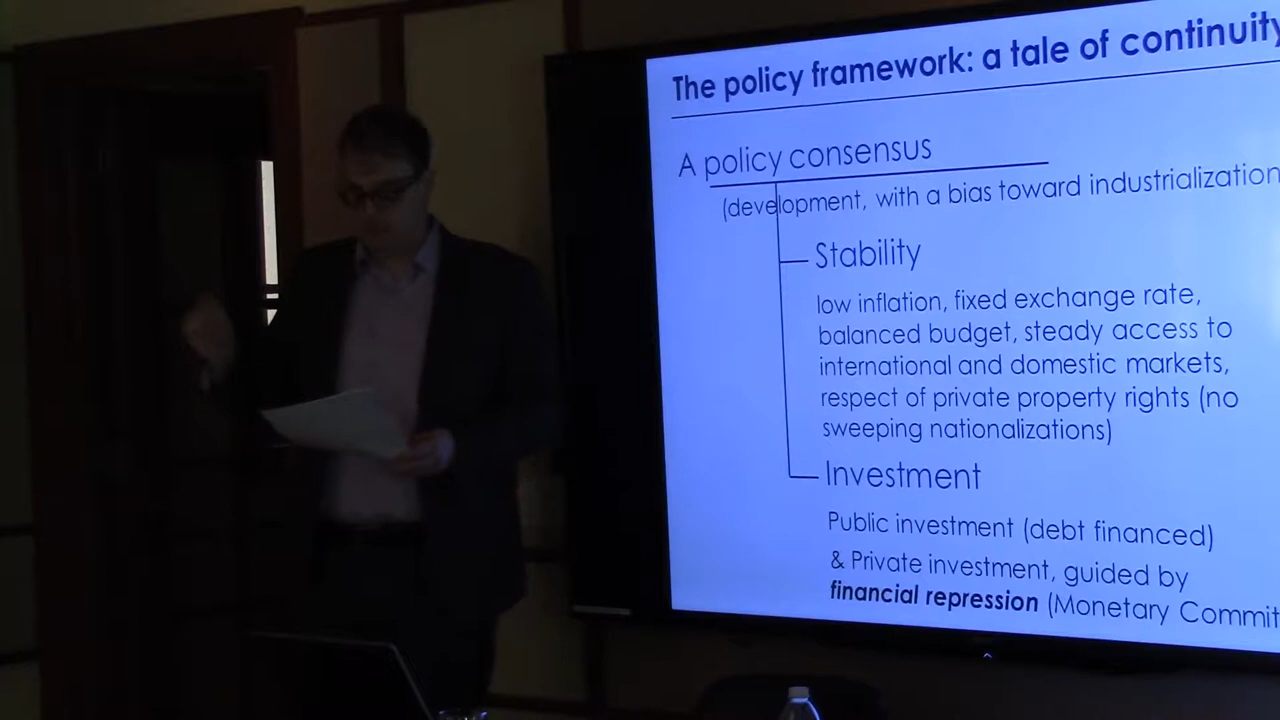 The policy framework: a tale of continuity
A policy consensus
(development, with a bias toward industrialization
Stability
low inflation, fixed exchange rate,
balanced budget, steady access to
international and domestic markets,
respect of private property rights (no
sweeping nationalizations)
Investment
Public investment (debt financed)
& Private investment, guided by
financial repression (Monetary Commit